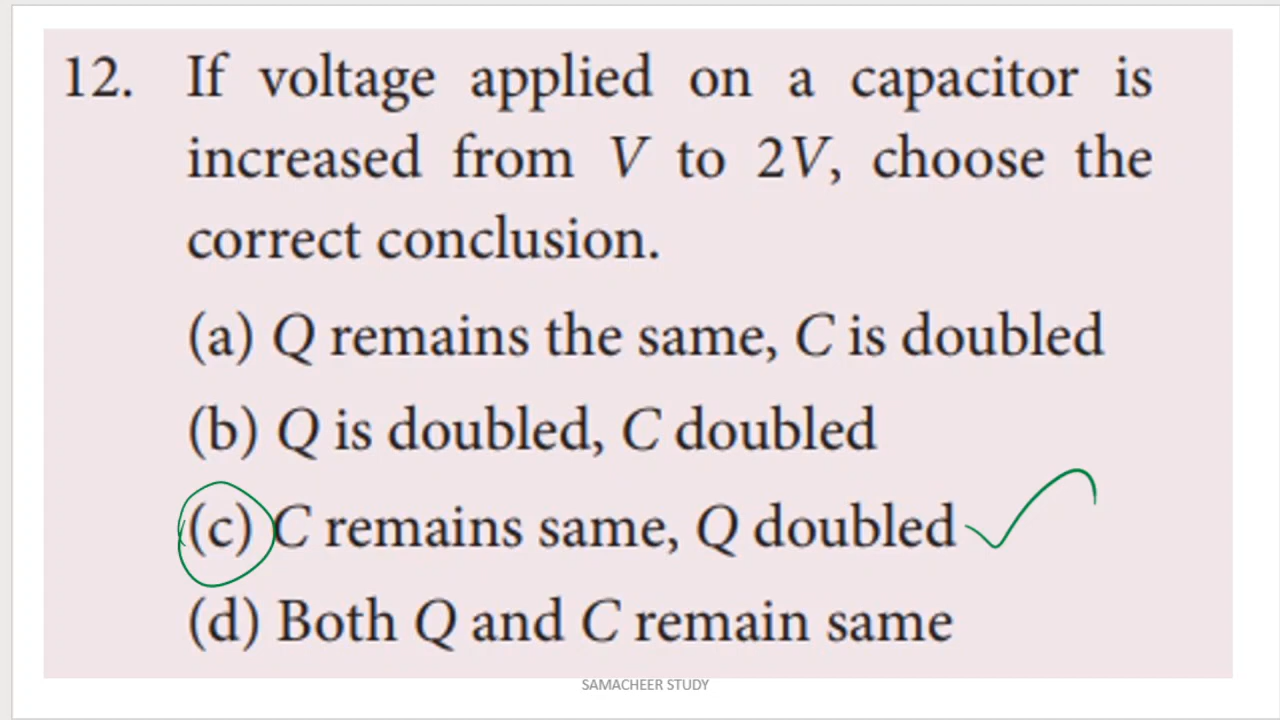 12. If voltage applied on a capacitor is
increased from V to 2V, choose the
correct conclusion.
(a) Q remains the same, C is doubled
(b) Q is doubled, C doubled
(c) C remains same, Q doubled
(d) Both Q and C remain same
SAMACHEER STUDY